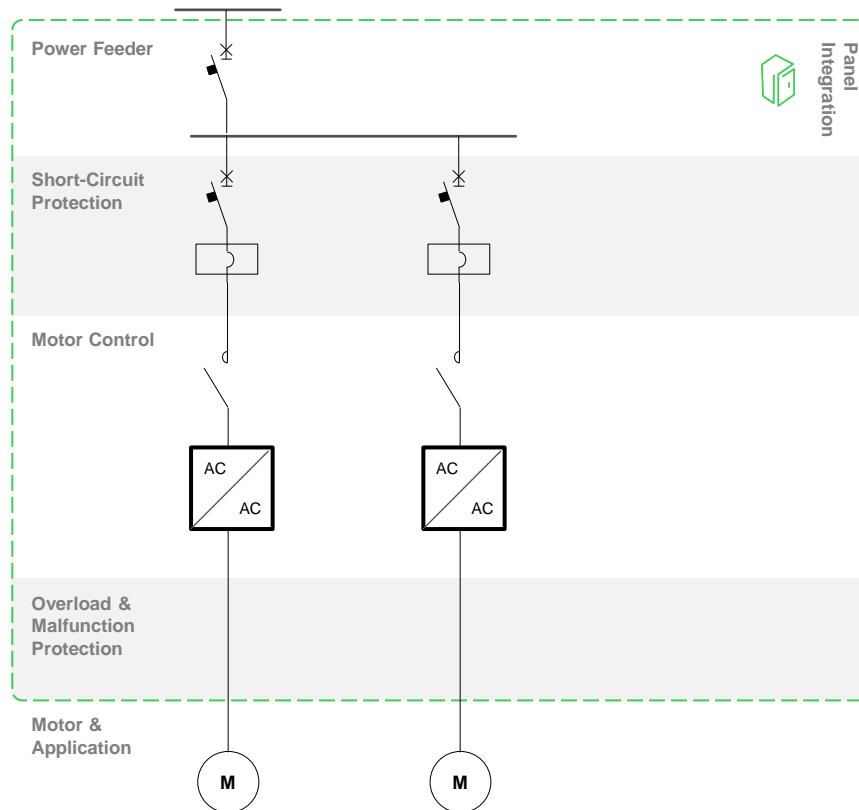 Power Feeder
Panel
Integration
Short-Circuit
Protection
Motor Control
AC
AC
AC
AC
Overload &
Malfunction
Protection
Motor &
Application
M
M